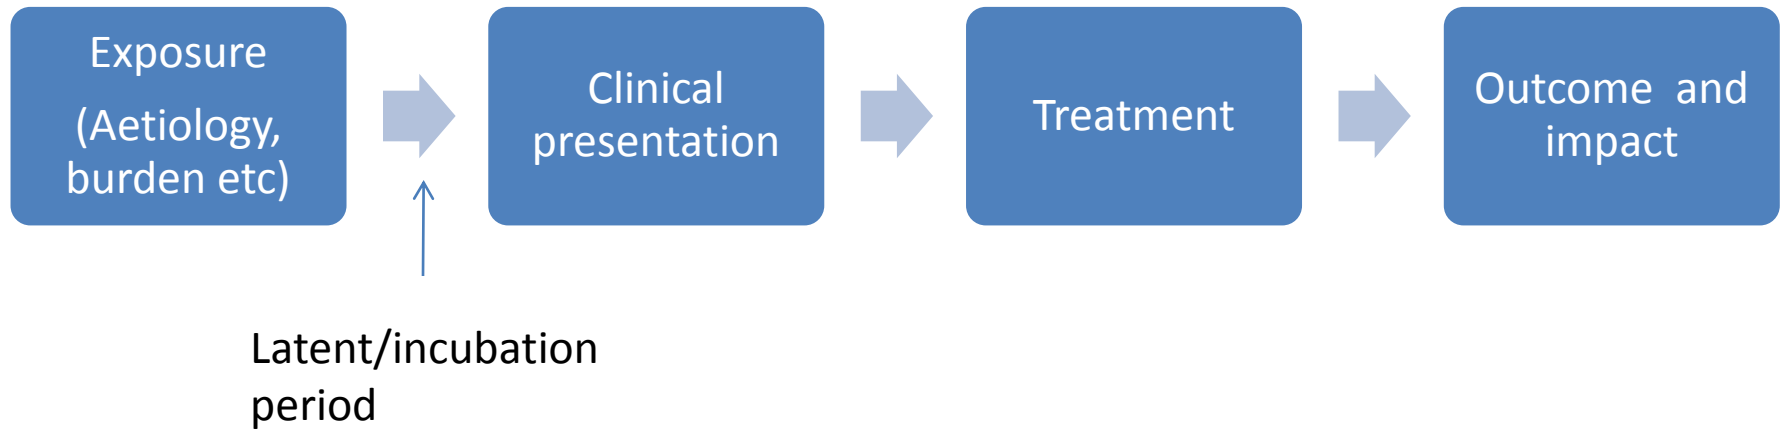 Exposure
(Aetiology,
burden etc)
Clinical
presentation
Treatment
Outcome and
impact
Latent/incubation
period